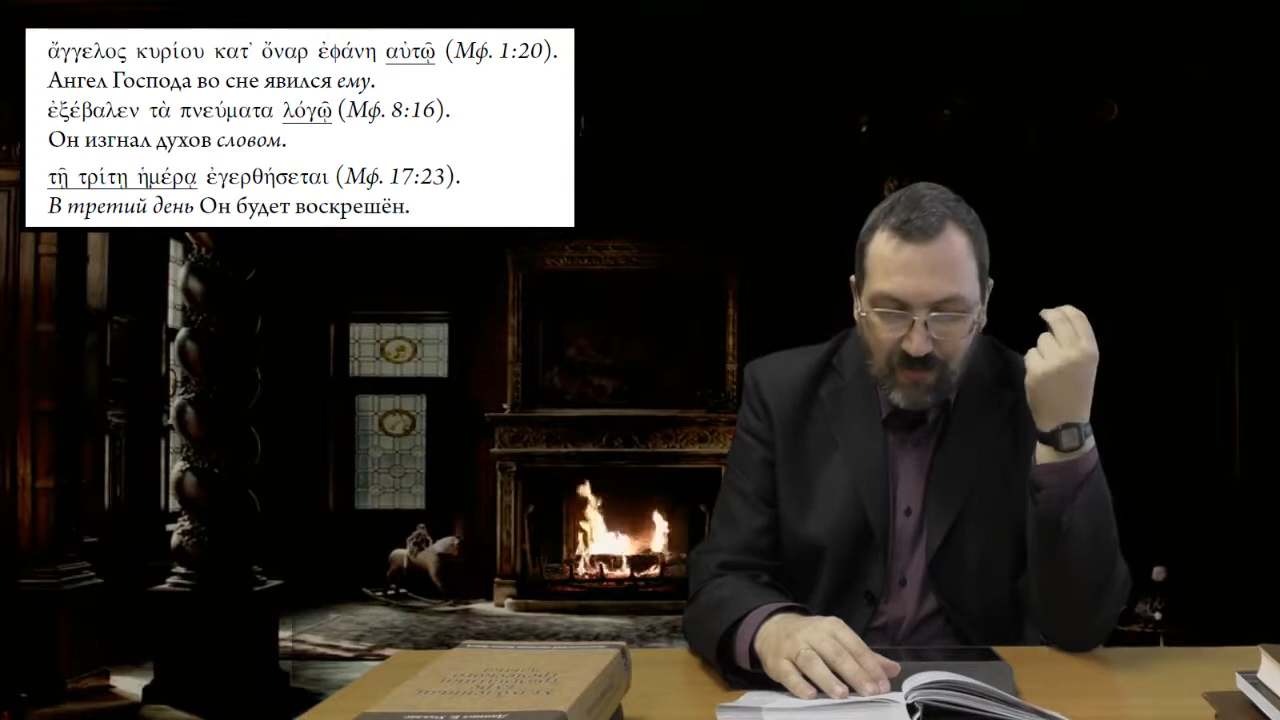 ἄγγελος κυρίου κατ᾽ ὄναρ ἐφάνη αὐτῷ (Мф. 1:20).
Ангел Господа во сне явился ему.
ἐξέβαλεν τὰ πνεύματα λόγῷ (Мф. 8:16).
Он изгнал духов словом.
τῇ τρίτῃ ἡμέρᾳ ἐγερθήσεται (Мф. 17:23).
В третий день Он будет воскрешён.